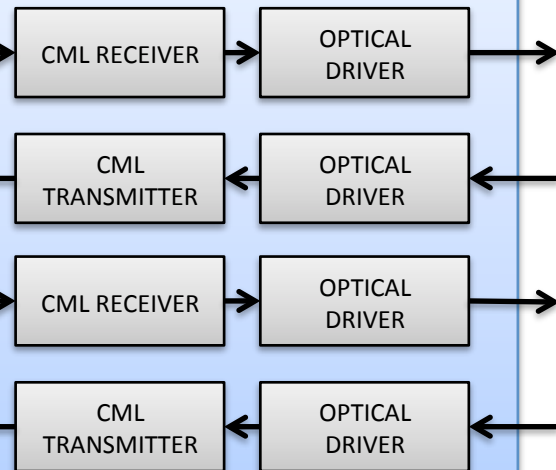 CML RECEIVER
OPTICAL
DRIVER
CML
TRANSMITTER
OPTICAL
DRIVER
CML RECEIVER
OPTICAL
DRIVER
CML
TRANSMITTER
OPTICAL
DRIVER